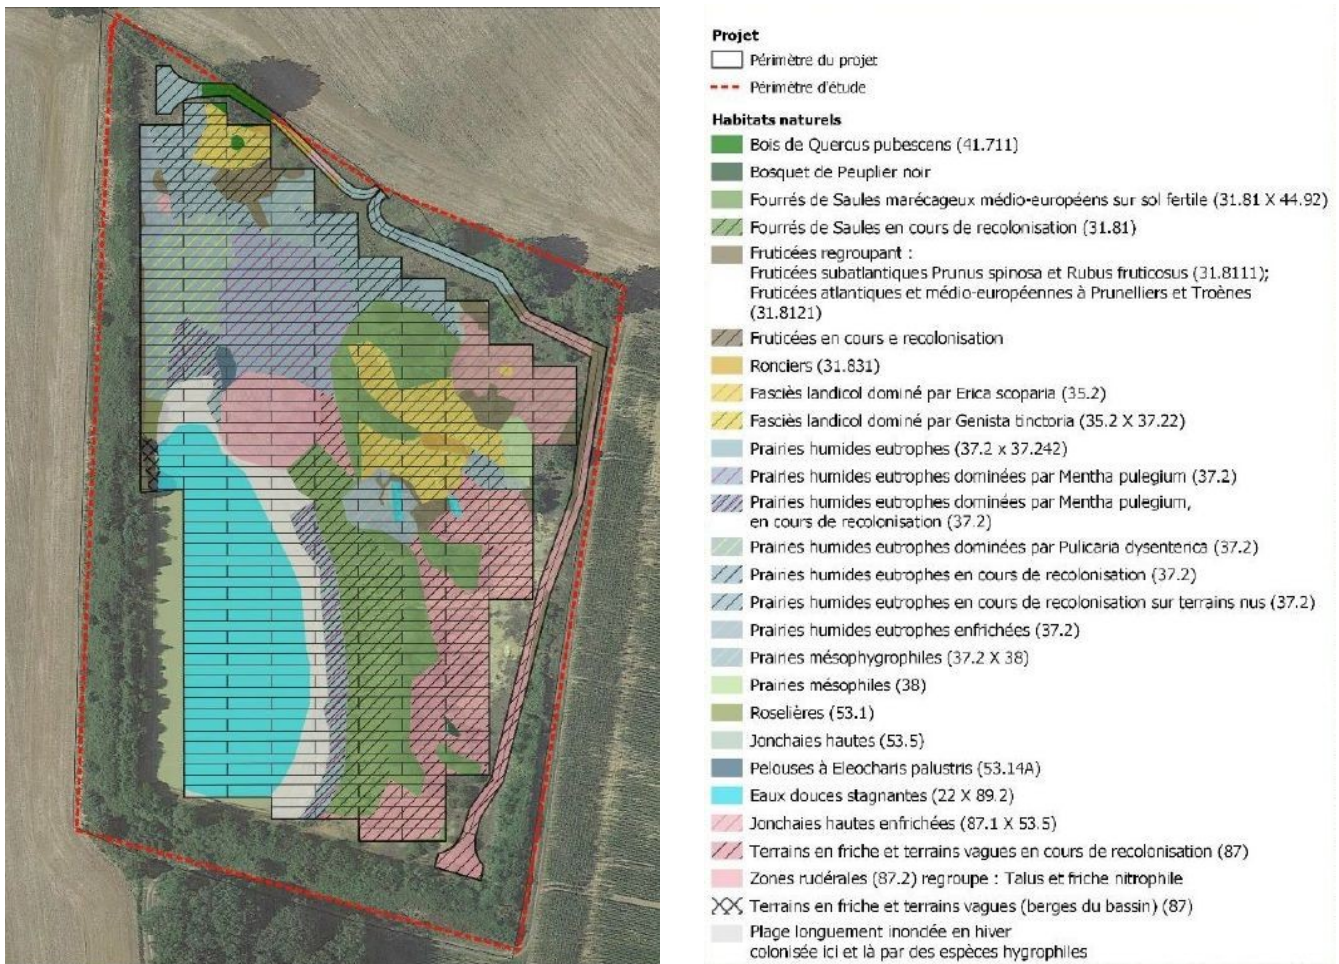 Projet
Périmètre du projet
Périmètre d'étude
Habitats naturels
Bois de Quercus pubescens (41.711)
Bosquet de Peuplier noir
Fourrés de Saules marécageux médio-européens sur sol fertile (31.81 X 44.92)
Fourrés de Saules en cours de recolonisation (31.81)
Fruticées regroupant :
Fruticées subatlantiques Prunus spinosa et Rubus fruticosus (31.8111);
Fruticées atlantiques et médio-européennes à Prunelliers et Troènes
(31.8121)
Fruticées en cours e recolonisation
Ronciers (31.831)
Fasciès landicol dominé par Erica scoparia (35.2)
Fasciès landicol dominé par Genista tinctoria (35.2 X 37.22)
Prairies humides eutrophes (37.2 x 37.242)
Prairies humides eutrophes dominées par Mentha pulegium (37.2)
Prairies humides eutrophes dominées par Mentha pulegium,
en cours de recolonisation (37.2)
Prairies humides eutrophes dominées par Pulicaria dysenterica (37.2)
Prairies humides eutrophes en cours de recolonisation (37.2)
Prairies humides eutrophes en cours de recolonisation sur terrains nus (37.2)
Prairies humides eutrophes enfrichées (37.2)
Prairies mésohygrophiles (37.2 X 38)
Prairies mésophiles (38)
Roselières (53.1)
Jonchaies hautes (53.5)
Pelouses à Eleocharis palustris (53.14A)
Eaux douces stagnantes (22 X 89.2)
Jonchaies hautes enfrichées (87.1 X 53.5)
Terrains en friche et terrains vagues en cours de recolonisation (87)
Zones rudérales (87.2) regroupe : Talus et friche nitrophile
Terrains en friche et terrains vagues (berges du bassin) (87)
Plage longuement inondée en hiver
colonisée ici et là par des espèces hygrophiles